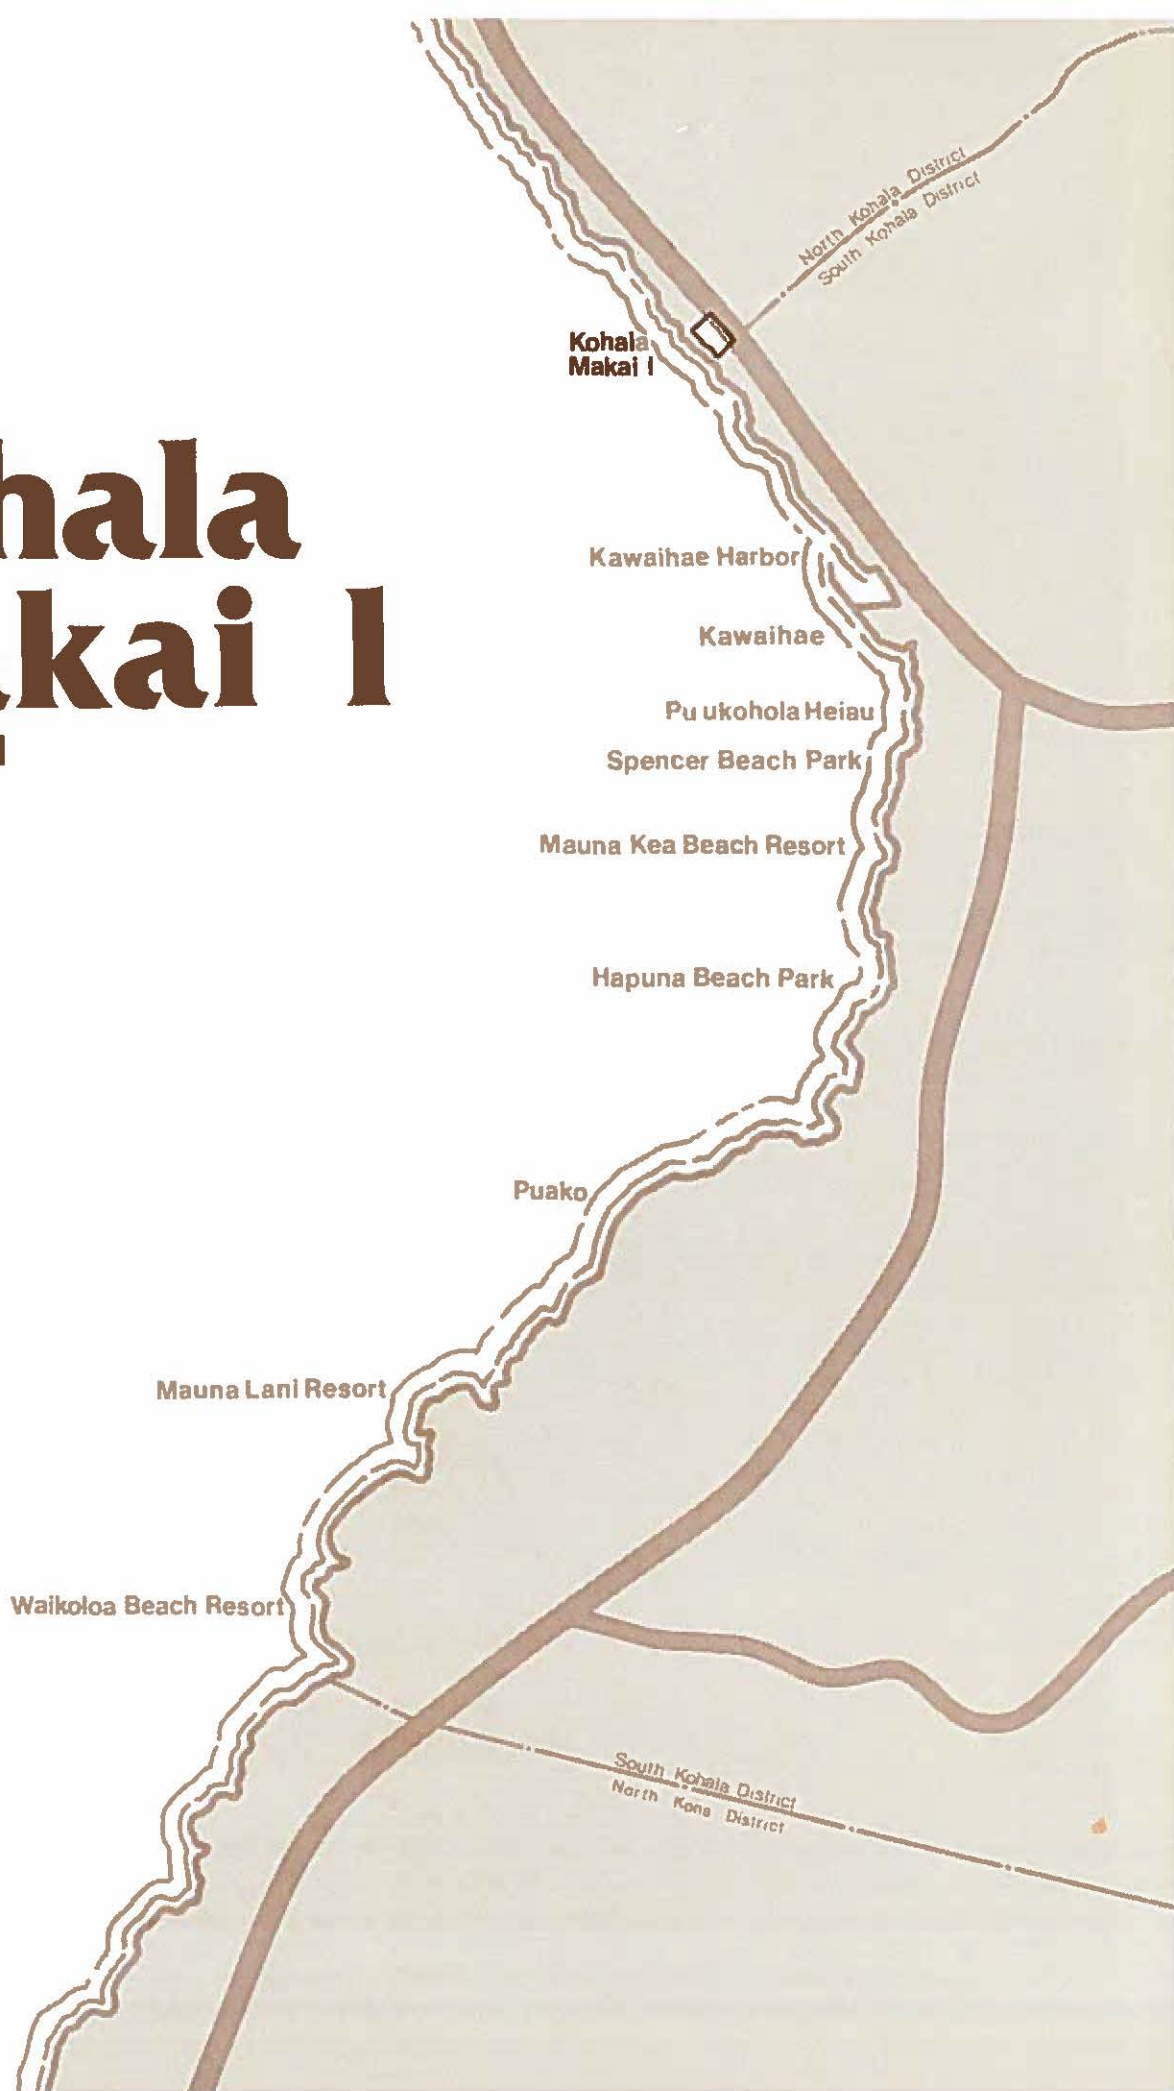 North Kohala District
South Kohala District
Kohala
Makai I
hala
kai I
Kawaihae Harbor
Kawaihae
Pu ukohola Heiau
Spencer Beach Park
Mauna Kea Beach Resort
Hapuna Beach Park
Puako
Mauna Lani Resort
Waikoloa Beach Resort
South Kohala District
North Kona District